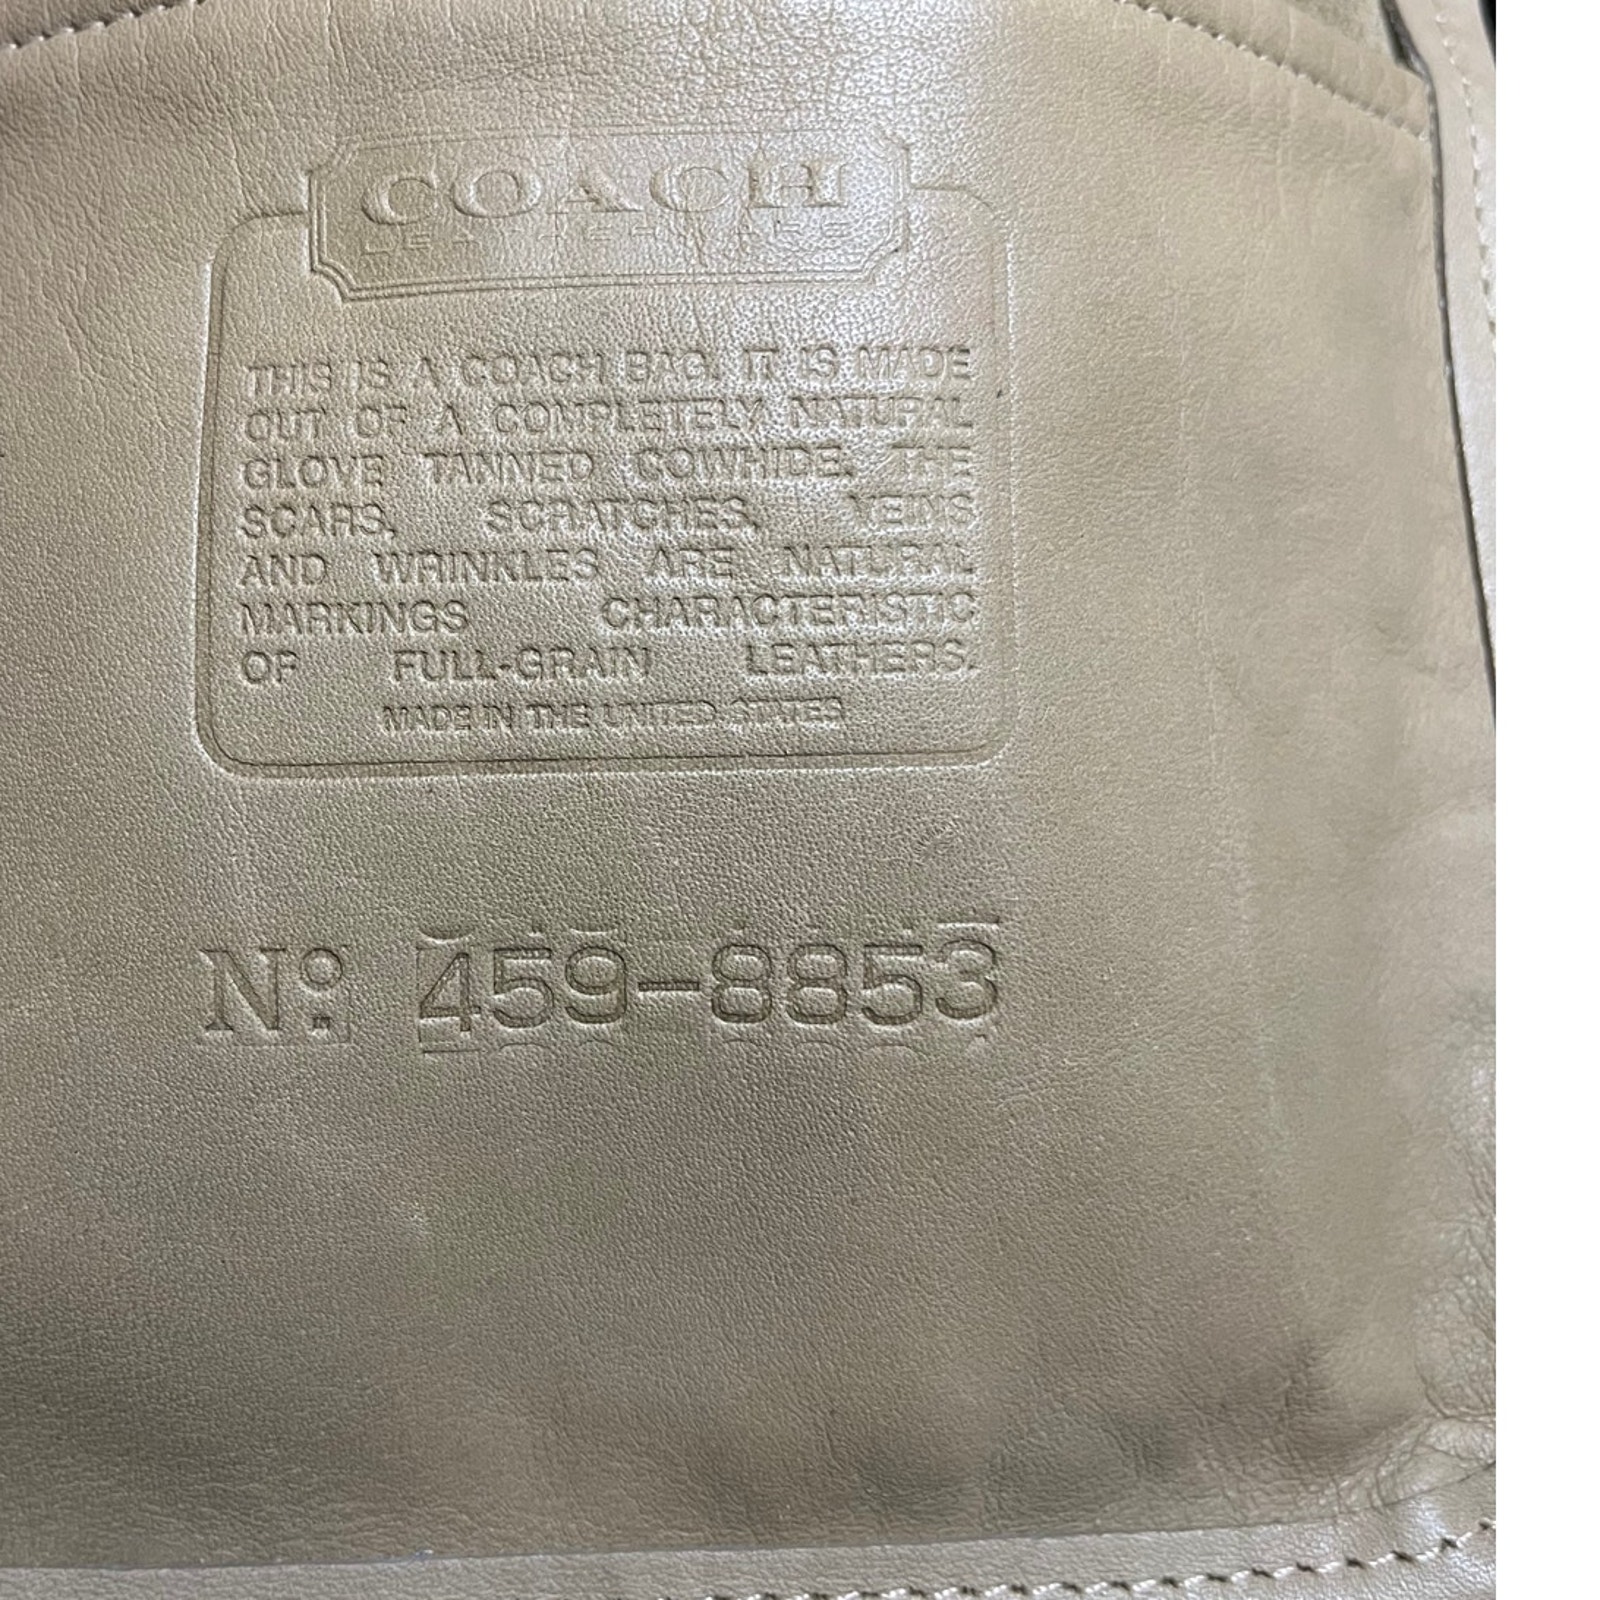 COACH
LEATHERWARE
THIS IS A COACH BAG. IT IS MADE
OUT OF A COMPLETELY NATURAL
GLOVE TANNED COWHIDE. THE
SCARS, SCRATCHES, VEINS
AND WRINKLES ARE NATURAL
MARKINGS CHARACTERISTIC
OF FULL-GRAIN LEATHERS.
MADE IN THE UNITED STATES
Nº. 459-8853